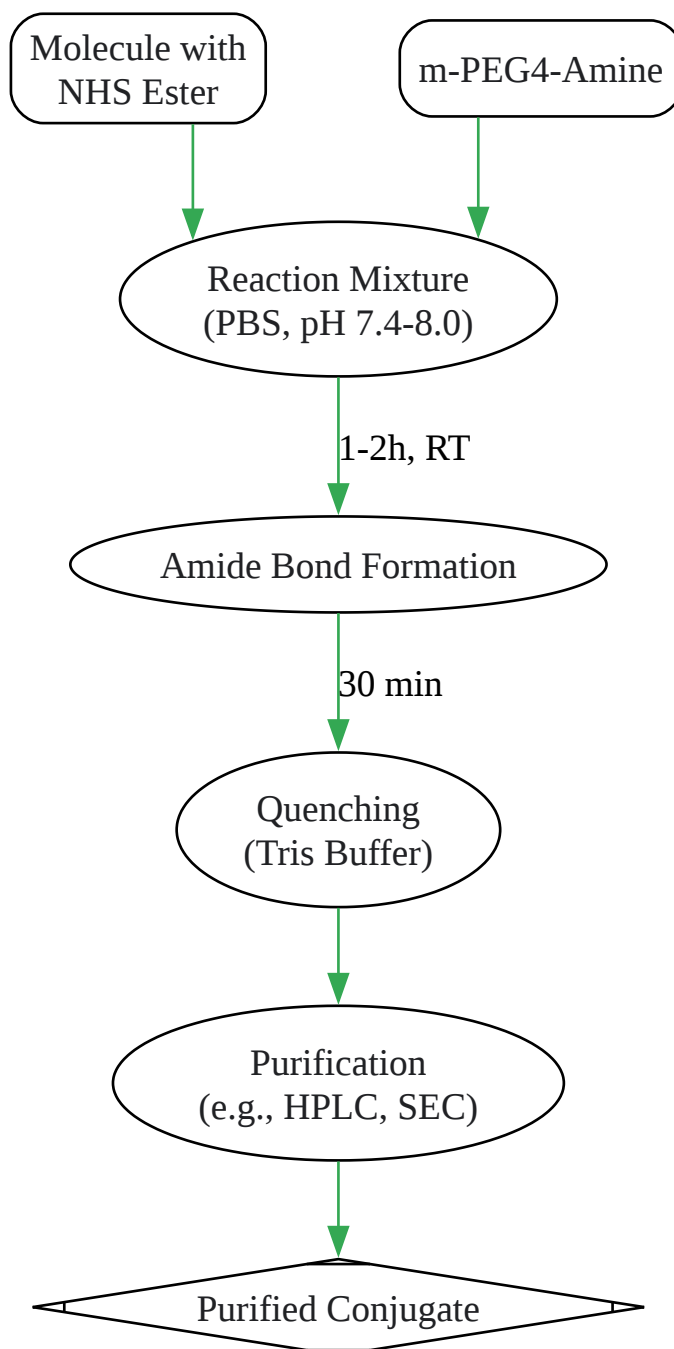 Molecule with
NHS Ester
m-PEG4-Amine
Reaction Mixture
(PBS, pH 7.4-8.0)
1-2h, RT
Amide Bond Formation
30 min
Quenching
(Tris Buffer)
Purification
(e.g., HPLC, SEC)
Purified Conjugate